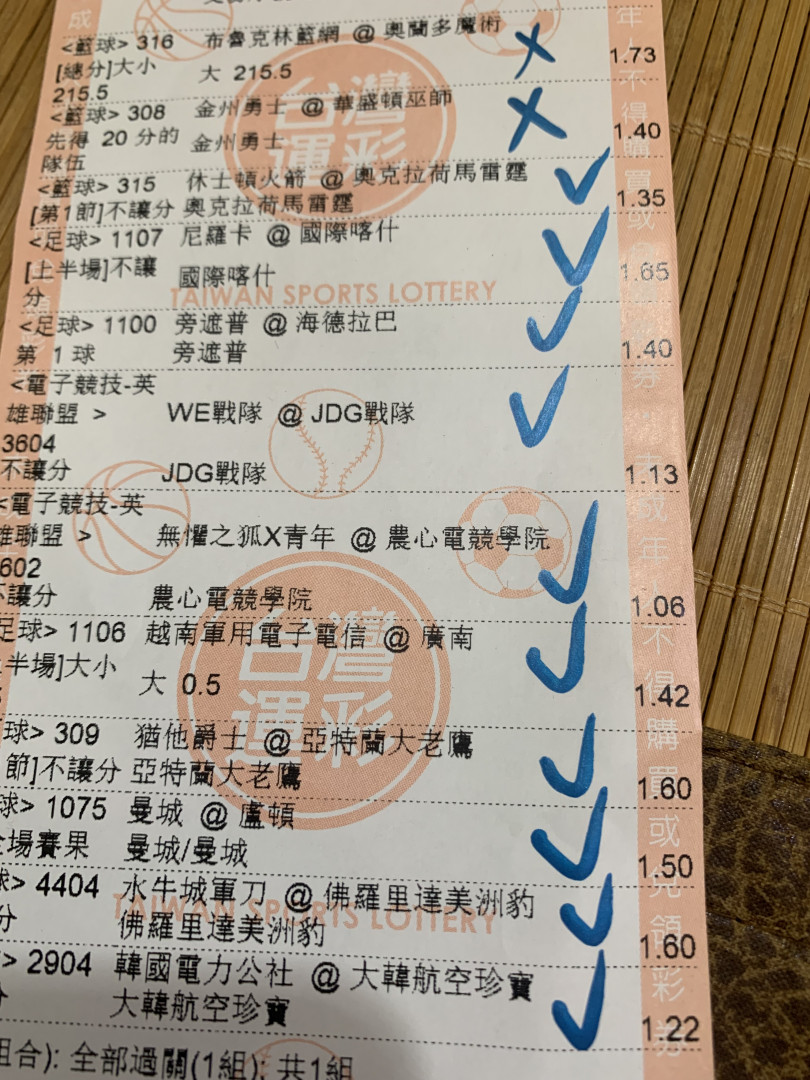 <籃球> 316 布魯克林籃網 @ 奧蘭多魔術
[總分]大小 大 215.5 1.73
215.5
<籃球> 308 金州勇士 @ 華盛頓巫師
先得 20 分的 金州勇士 1.40
隊伍
<籃球> 315 休士頓火箭 @ 奧克拉荷馬雷霆
[第1節]不讓分 奧克拉荷馬雷霆 1.35
<足球> 1107 尼羅卡 @ 國際喀什
[上半場]不讓 國際喀什 1.65
分
TAIWAN SPORTS LOTTERY
<足球> 1100 旁遮普 @ 海德拉巴
第 1 球 旁遮普 1.40
<電子競技-英
雄聯盟 > WE戰隊 @ JDG戰隊
3604
不讓分 JDG戰隊 1.13
<電子競技-英
雄聯盟 > 無懼之狐X青年 @ 農心電競學院
602
不讓分 農心電競學院 1.06
足球> 1106 越南軍用電子電信 @ 廣南
上半場]大小 大 0.5 1.42
台灣運彩
球> 309 猶他爵士 @ 亞特蘭大老鷹
節]不讓分 亞特蘭大老鷹 1.60
球> 1075 曼城 @ 盧頓
全場賽果 曼城/曼城 1.50
> 4404 水牛城軍刀 @ 佛羅里達美洲豹
分 佛羅里達美洲豹 1.60
TAIWAN SPORTS LOTTERY
> 2904 韓國電力公社 @ 大韓航空珍寶
大韓航空珍寶 1.22
組合): 全部過關(1組); 共1組